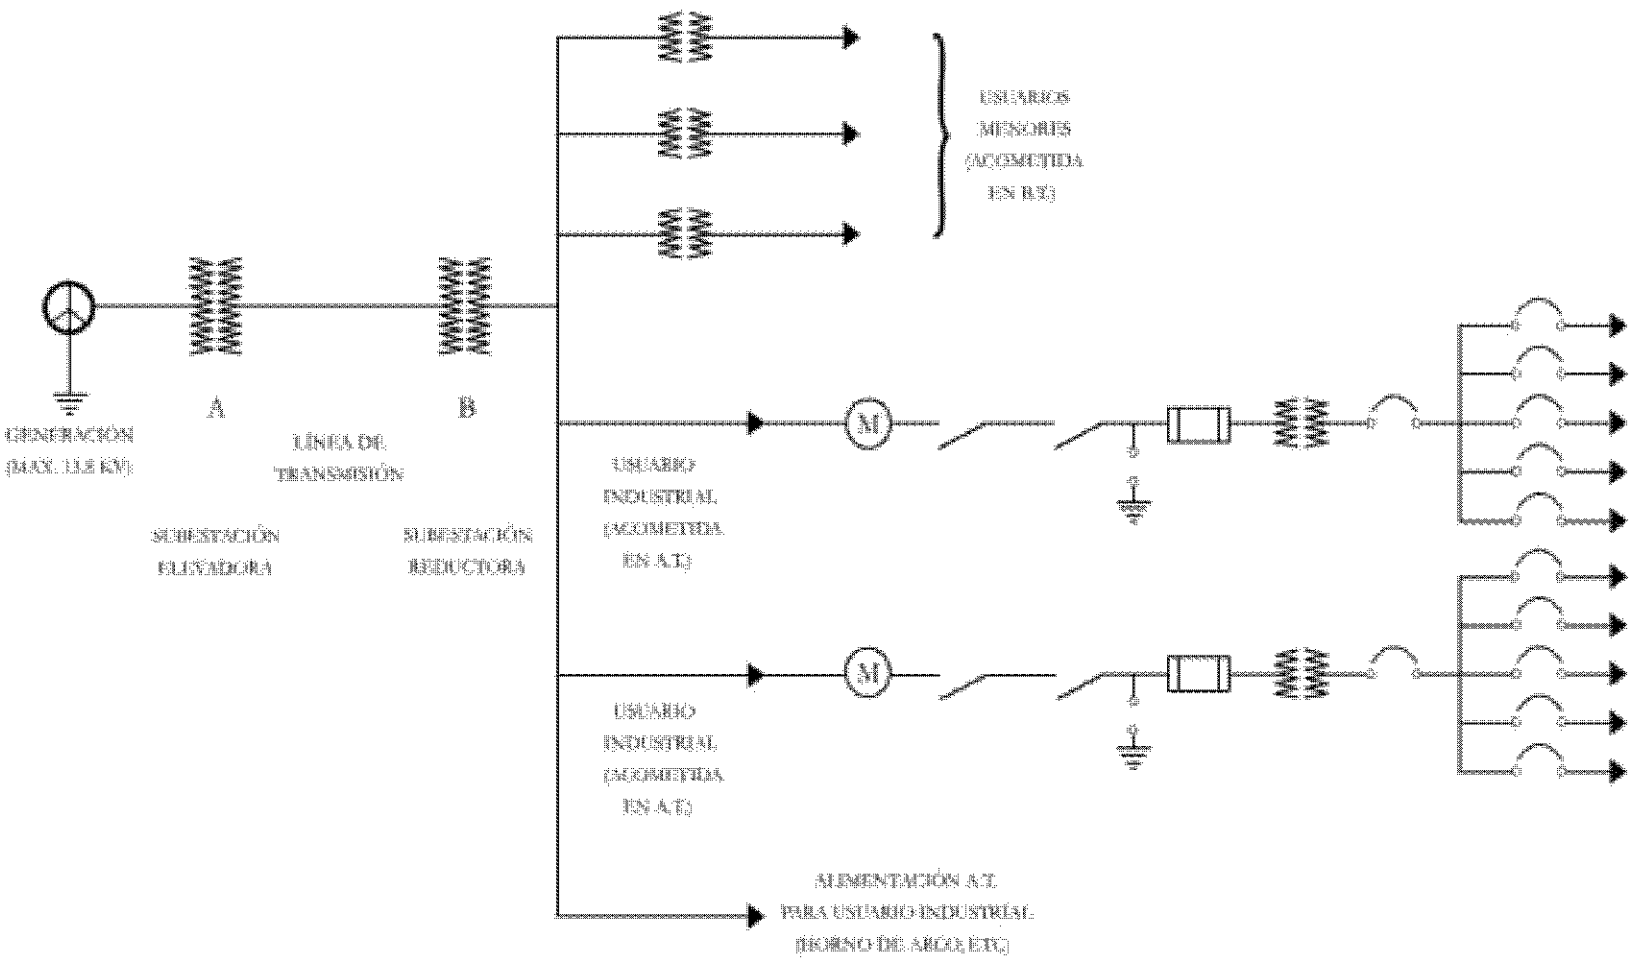 USUARIOS
MENORES
(ACOMETIDA
EN B.T.)
A
B
GENERACIÓN
(MAX. 13.8 KV)
LÍNEA DE
TRANSMISIÓN
SUBESTACIÓN
ELEVADORA
SUBESTACIÓN
REDUCTORA
M
USUARIO
INDUSTRIAL
(ACOMETIDA
EN A.T.)
M
USUARIO
INDUSTRIAL
(ACOMETIDA
EN A.T.)
ALIMENTACIÓN A.T.
PARA USUARIO INDUSTRIAL
(HORNO DE ARCO, ETC)